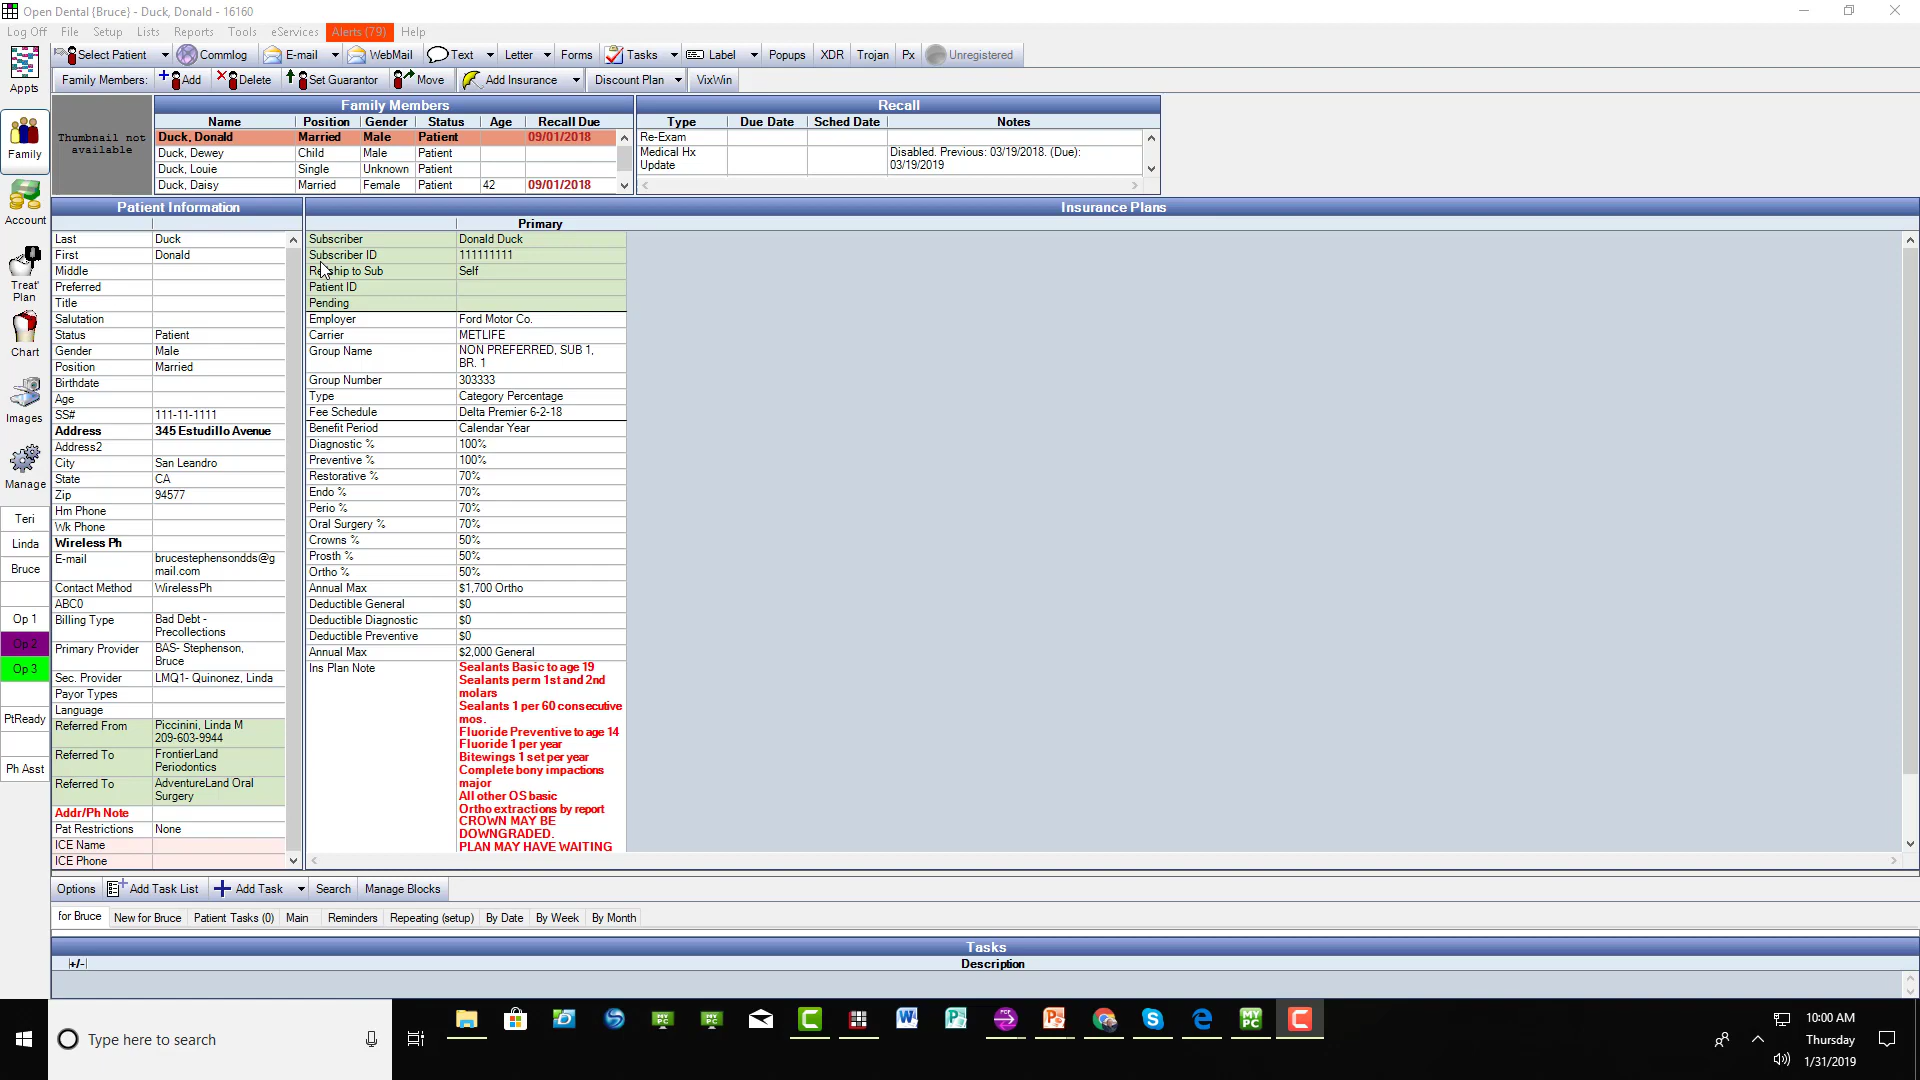 Open Dental {Bruce} - Duck, Donald - 16160
Log Off File Setup Lists Reports Tools eServices Alerts (79) Help
Select Patient Commlog E-mail WebMail Text Letter Forms Tasks Label Popups XDR Trojan Px Unregistered
Family Members: Add Delete Set Guarantor Move Add Insurance Discount Plan VixWin
Appts
Family
Account
Treat'
Plan
Chart
Images
Manage
Teri
Linda
Bruce
Op 1
Op 2
Op 3
PtReady
Ph Asst
Thumbnail not
available
Family Members
Name Position Gender Status Age Recall Due
Duck, Donald Married Male Patient 09/01/2018
Duck, Dewey Child Male Patient
Duck, Louie Single Unknown Patient
Duck, Daisy Married Female Patient 42 09/01/2018
Recall
Type Due Date Sched Date Notes
Re-Exam
Medical Hx
Update
Disabled. Previous: 03/19/2018. (Due):
03/19/2019
Patient Information
Last Duck
First Donald
Middle
Preferred
Title
Salutation
Status Patient
Gender Male
Position Married
Birthdate
Age
SS# 111-11-1111
Address 345 Estudillo Avenue
Address2
City San Leandro
State CA
Zip 94577
Hm Phone
Wk Phone
Wireless Ph
E-mail brucestephensondds@g
mail.com
Contact Method WirelessPh
ABC0
Billing Type Bad Debt -
Precollections
Primary Provider BAS- Stephenson,
Bruce
Sec. Provider LMQ1- Quinonez, Linda
Payor Types
Language
Referred From Piccinini, Linda M
209-603-9944
Referred To FrontierLand
Periodontics
Referred To AdventureLand Oral
Surgery
Addr/Ph Note
Pat Restrictions None
ICE Name
ICE Phone
Insurance Plans
Primary
Subscriber Donald Duck
Subscriber ID 111111111
to Sub Self
Patient ID
Pending
Employer Ford Motor Co.
Carrier METLIFE
Group Name NON PREFERRED, SUB 1,
BR. 1
Group Number 303333
Type Category Percentage
Fee Schedule Delta Premier 6-2-18
Benefit Period Calendar Year
Diagnostic % 100%
Preventive % 100%
Restorative % 70%
Endo % 70%
Perio % 70%
Oral Surgery % 70%
Crowns % 50%
Prosth % 50%
Ortho % 50%
Annual Max $1,700 Ortho
Deductible General $0
Deductible Diagnostic $0
Deductible Preventive $0
Annual Max $2,000 General
Ins Plan Note Sealants Basic to age 19
Sealants perm 1st and 2nd
molars
Sealants 1 per 60 consecutive
mos.
Fluoride Preventive to age 14
Fluoride 1 per year
Bitewings 1 set per year
Complete bony impactions
major
All other OS basic
Ortho extractions by report
CROWN MAY BE
DOWNGRADED.
PLAN MAY HAVE WAITING
Options Add Task List Add Task Search Manage Blocks
for Bruce New for Bruce Patient Tasks (0) Main Reminders Repeating (setup) By Date By Week By Month
Tasks
+/- Description
Type here to search
10:00 AM
Thursday
1/31/2019